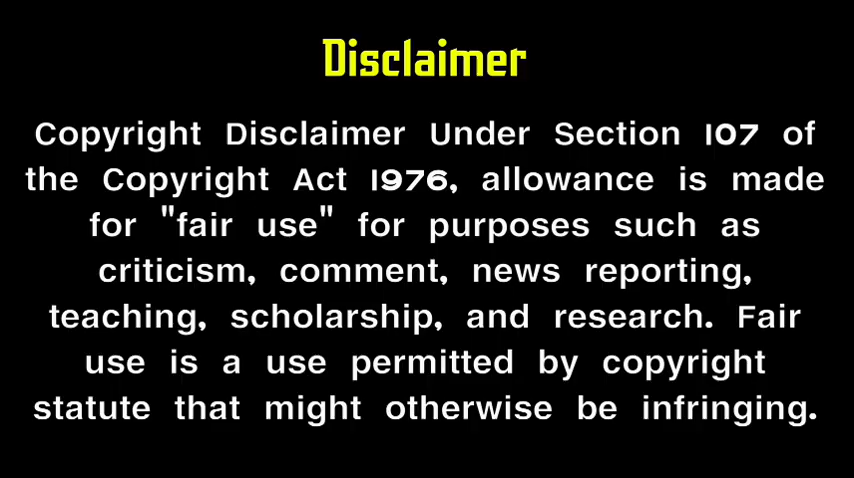 Disclaimer
Copyright Disclaimer Under Section 107 of
the Copyright Act 1976, allowance is made
for "fair use" for purposes such as
criticism, comment, news reporting,
teaching, scholarship, and research. Fair
use is a use permitted by copyright
statute that might otherwise be infringing.